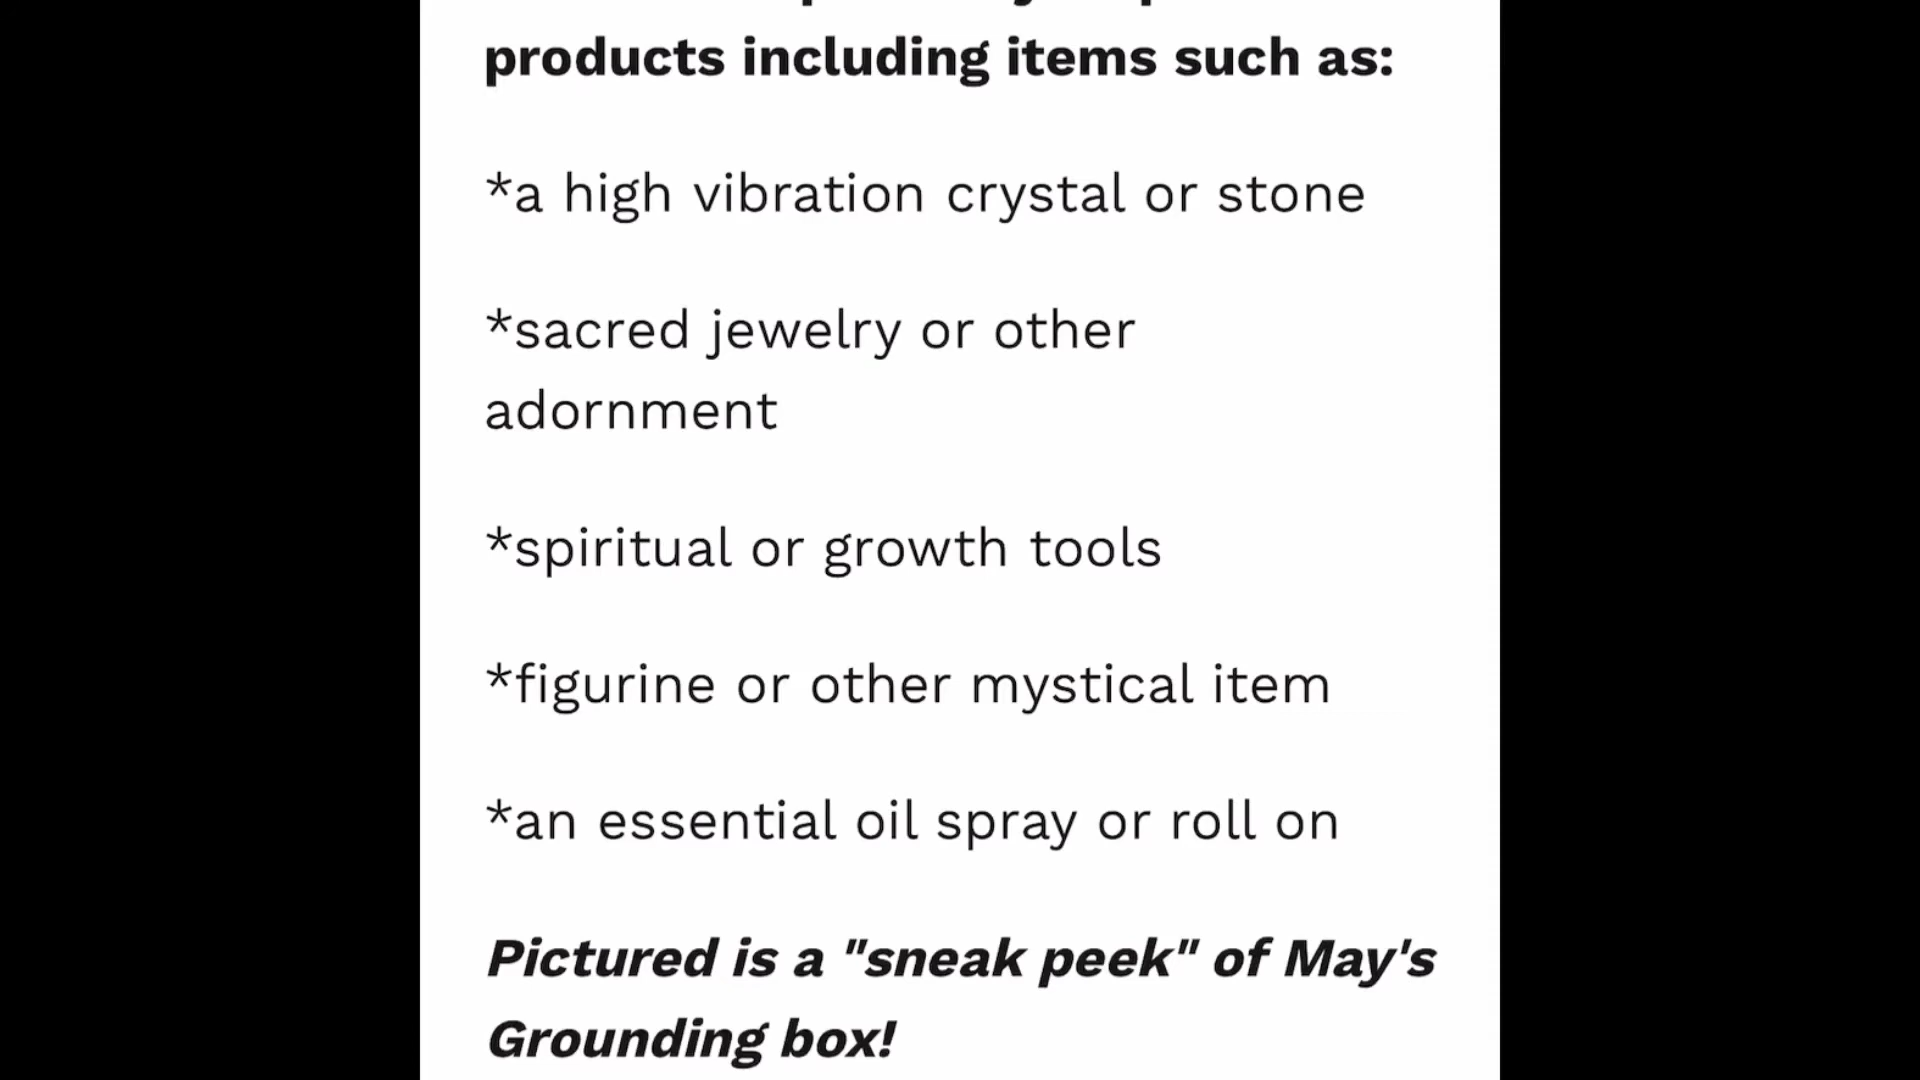 products including items such as:
*a high vibration crystal or stone
*sacred jewelry or other
adornment
*spiritual or growth tools
*figurine or other mystical item
*an essential oil spray or roll on
Pictured is a "sneak peek" of May's
Grounding box!